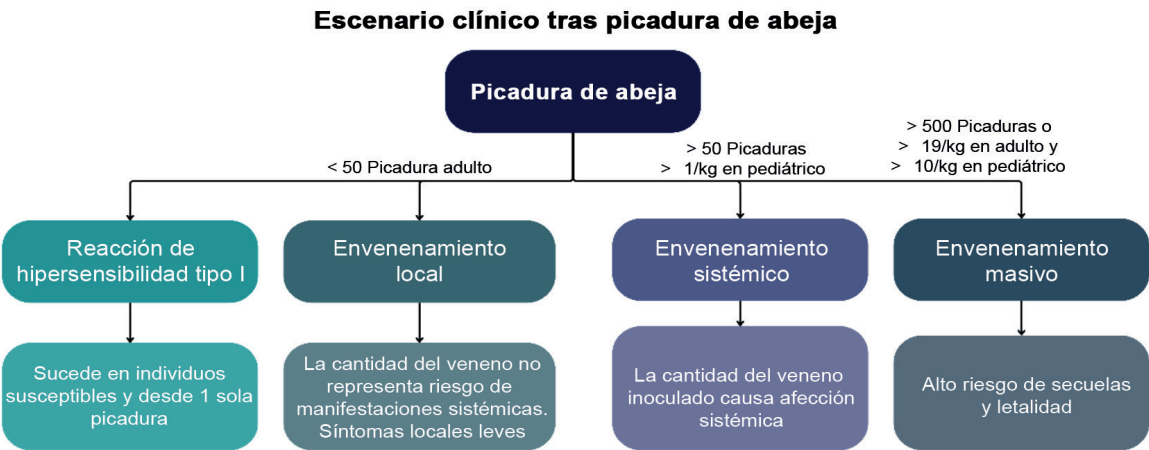 Escenario clínico tras picadura de abeja
Picadura de abeja
< 50 Picadura adulto
> 50 Picaduras
> 1/kg en pediátrico
> 500 Picaduras o
> 19/kg en adulto y
> 10/kg en pediátrico
Reacción de
hipersensibilidad tipo I
Envenenamiento
local
Envenenamiento
sistémico
Envenenamiento
masivo
Sucede en individuos
susceptibles y desde 1 sola
picadura
La cantidad del veneno no
representa riesgo de
manifestaciones sistémicas.
Síntomas locales leves
La cantidad del veneno
inoculado causa afección
sistémica
Alto riesgo de secuelas
y letalidad